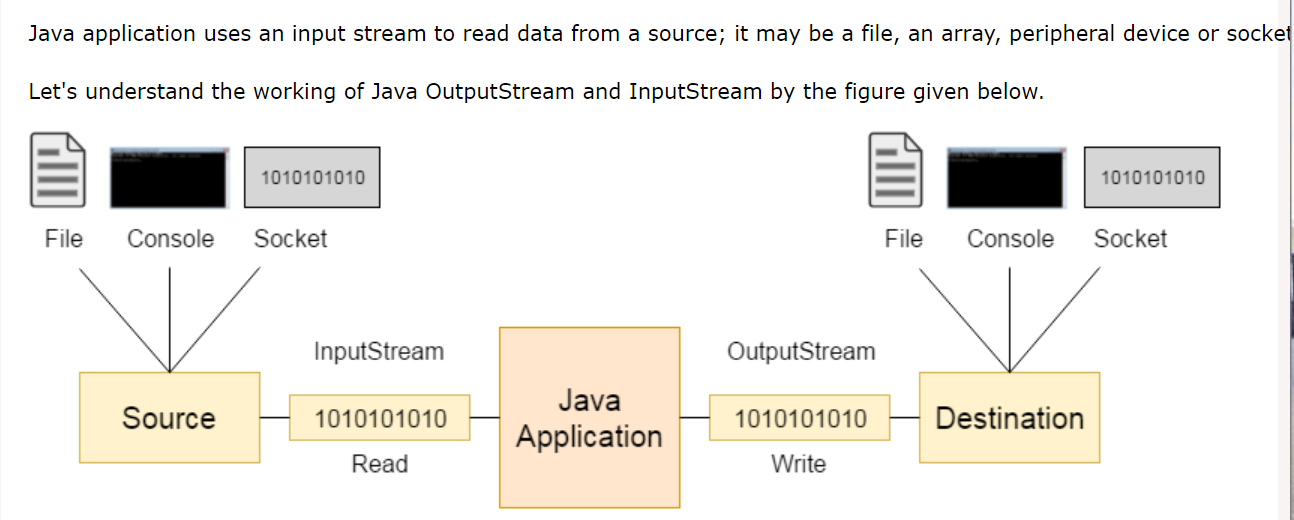 Java application uses an input stream to read data from a source; it may be a file, an array, peripheral device or socket
Let's understand the working of Java OutputStream and InputStream by the figure given below.
1010101010
1010101010
File Console Socket
File Console Socket
InputStream
OutputStream
Source
1010101010
Java
Application
1010101010
Destination
Read
Write